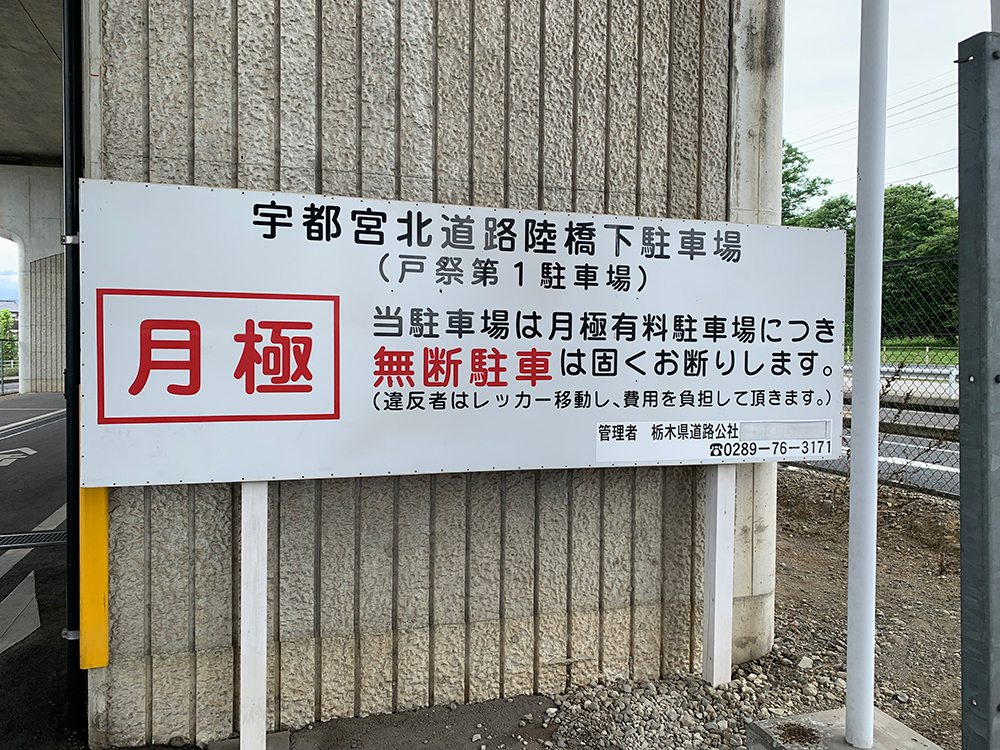 宇都宮北道路陸橋下駐車場
（戸祭第１駐車場）
月極
当駐車場は月極有料駐車場につき
無断駐車は固くお断りします。
（違反者はレッカー移動し、費用を負担して頂きます。）
管理者　栃木県道路公社
☎0289－76－3171